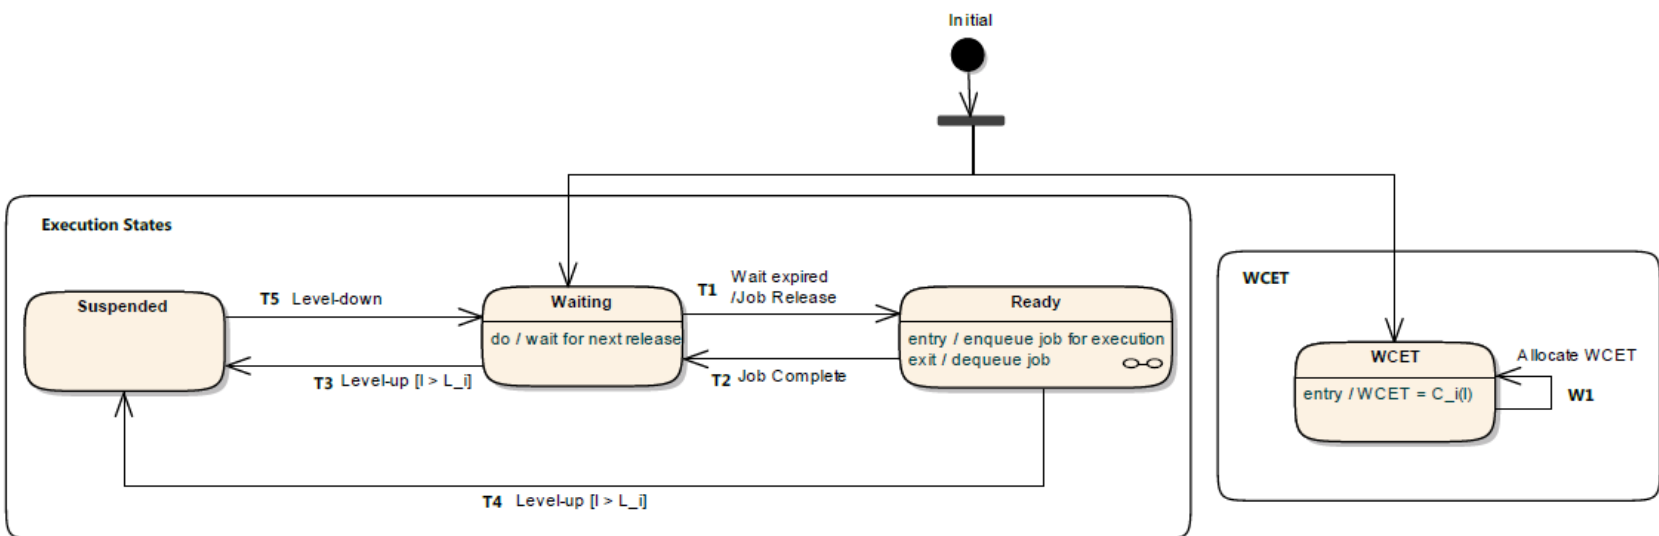 Initial
Execution States
WCET
Suspended
T5 Level-down
T3 Level-up [l > L_i]
Waiting
do / wait for next release
T1 Wait expired
/Job Release
T2 Job Complete
Ready
entry / enqueue job for execution
exit / dequeue job
T4 Level-up [l > L_i]
WCET
entry / WCET = C_i(l)
Allocate WCET
W1